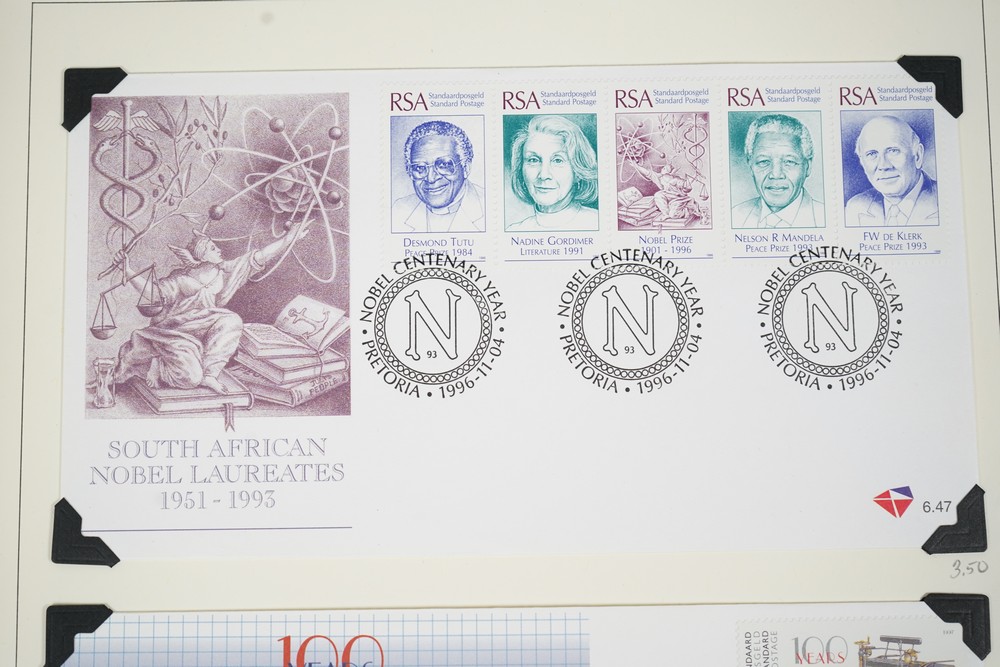 RSA Standaardposgeld
Standard Postage
DESMOND TUTU
PEACE PRIZE 1984
RSA Standaardposgeld
Standard Postage
NADINE GORDIMER
LITERATURE 1991
RSA Standaardposgeld
Standard Postage
NOBEL PRIZE
1901 - 1996
RSA Standaardposgeld
Standard Postage
NELSON R MANDELA
PEACE PRIZE 1993
RSA Standaardposgeld
Standard Postage
FW DE KLERK
PEACE PRIZE 1993
NOBEL CENTENARY YEAR
N
93
PRETORIA • 1996-11-04
NOBEL CENTENARY YEAR
N
93
PRETORIA • 1996-11-04
NOBEL CENTENARY YEAR
N
93
PRETORIA • 1996-11-04
SOUTH AFRICAN
NOBEL LAUREATES
1951 - 1993
6.47
3.50
100
YEARS
STANDARD
POSTAGE
100
YEARS